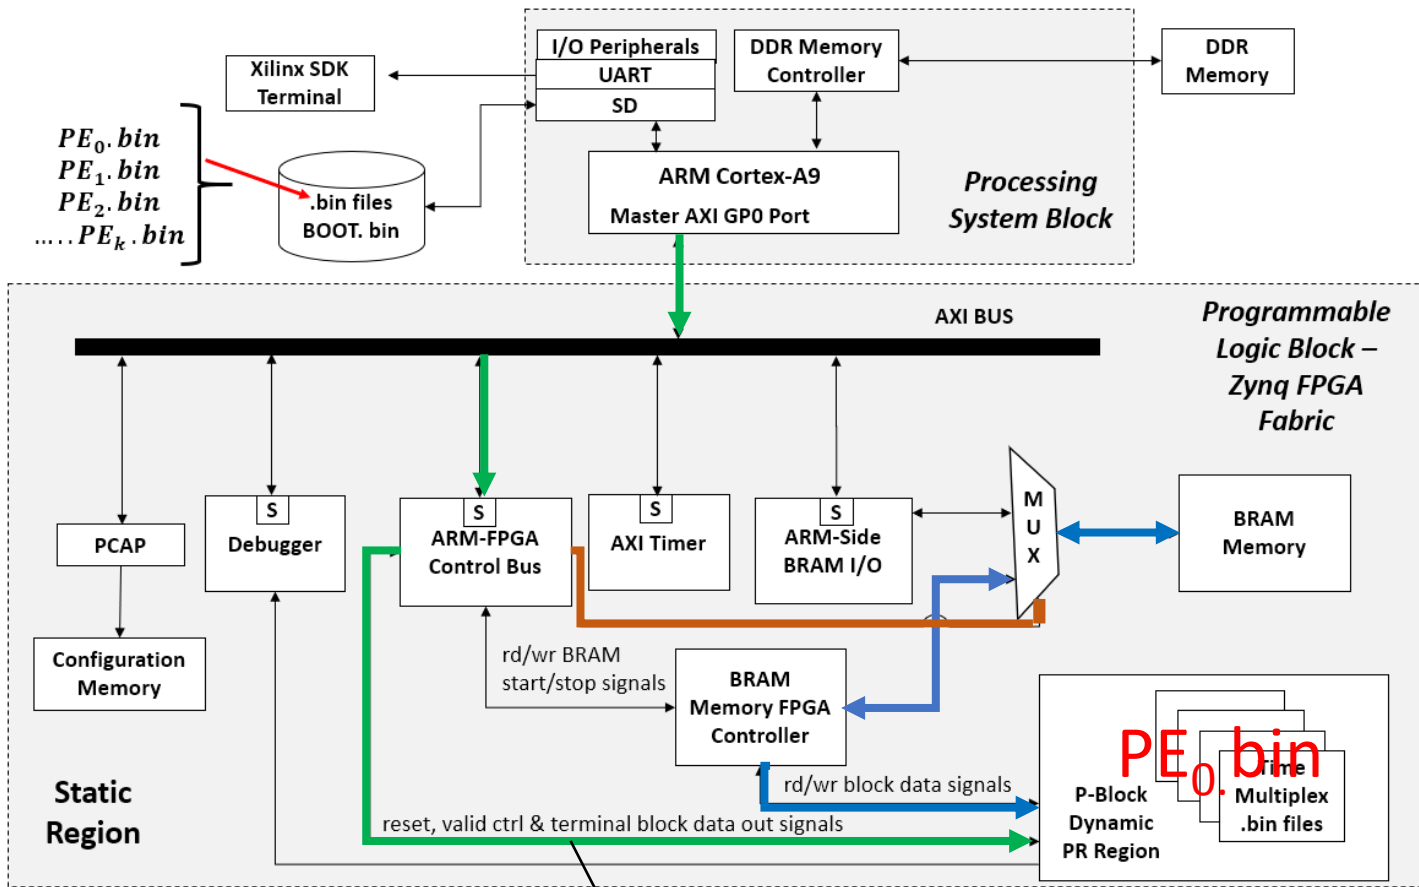 I/O Peripherals
UART
SD
DDR Memory
Controller
DDR
Memory
Xilinx SDK
Terminal
PE0. bin
PE1. bin
PE2. bin
..... PEk . bin
.bin files
BOOT. bin
ARM Cortex-A9
Master AXI GP0 Port
Processing
System Block
AXI BUS
Programmable
Logic Block –
Zynq FPGA
Fabric
PCAP
Configuration
Memory
S
Debugger
S
ARM-FPGA
Control Bus
S
AXI Timer
S
ARM-Side
BRAM I/O
M
U
X
BRAM
Memory
rd/wr BRAM
start/stop signals
BRAM
Memory FPGA
Controller
rd/wr block data signals
reset, valid ctrl & terminal block data out signals
Static
Region
PE0.bin
P-Block
Dynamic
PR Region
Time
Multiplex
.bin files